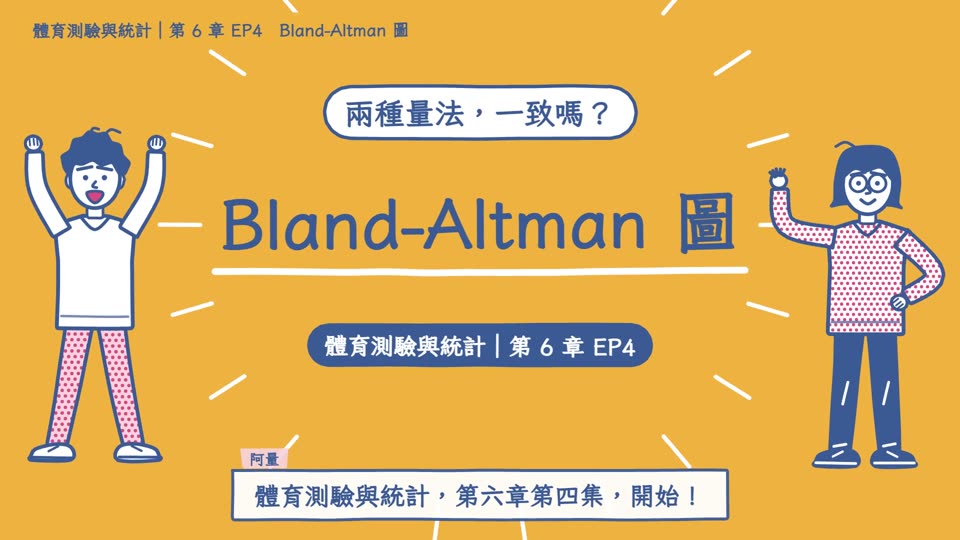 體育測驗與統計｜第 6 章 EP4　Bland-Altman 圖
兩種量法，一致嗎？
Bland-Altman 圖
體育測驗與統計｜第 6 章 EP4
阿量
體育測驗與統計，第六章第四集，開始！